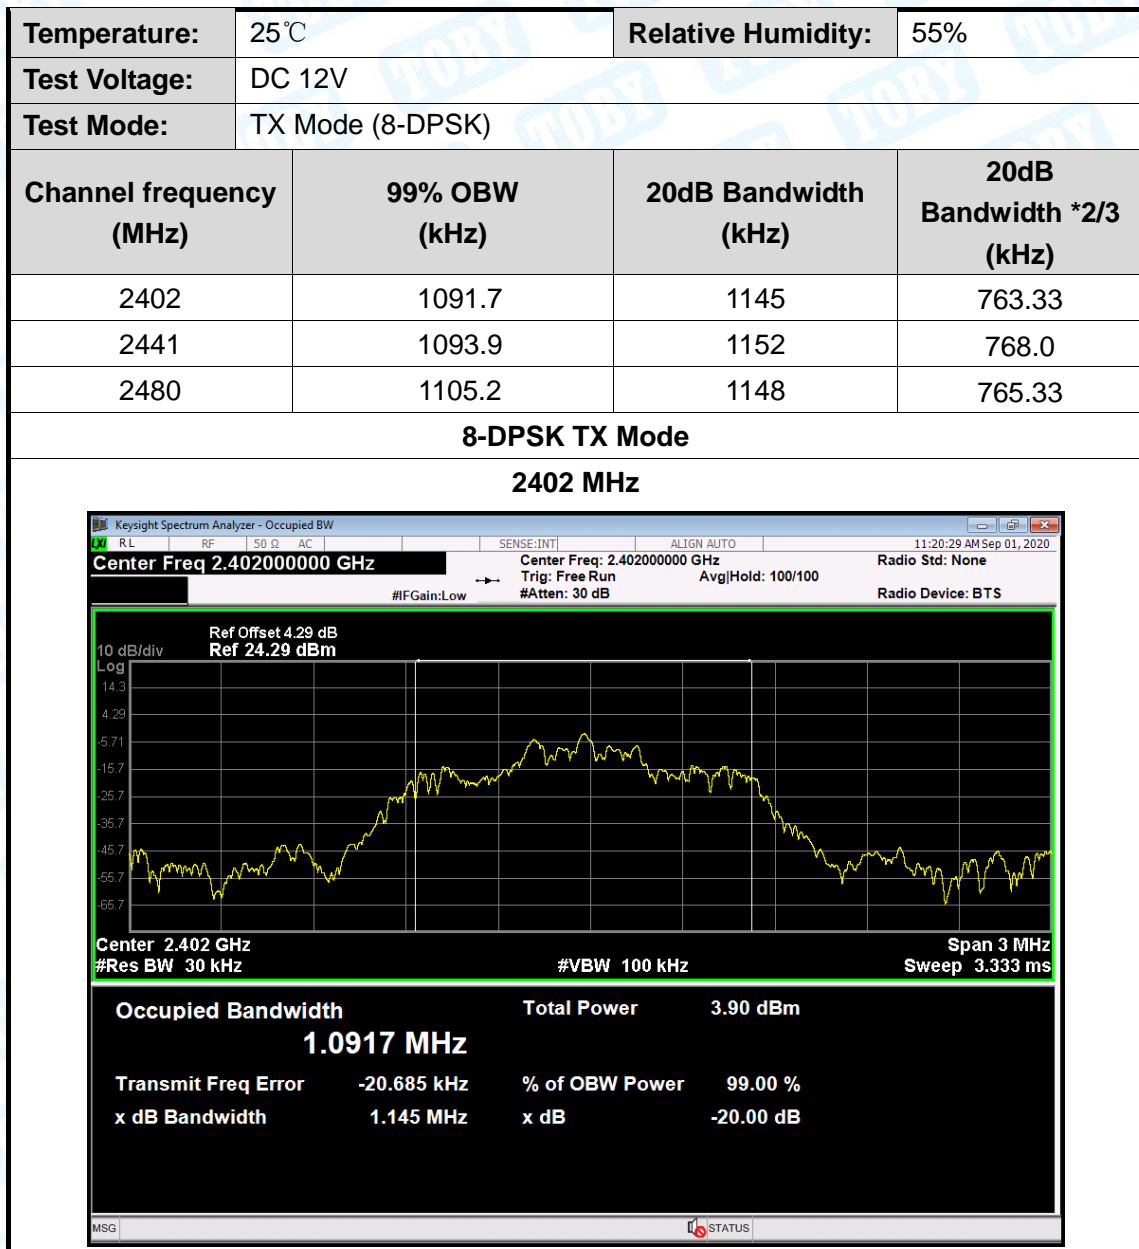 Temperature: 25℃ Relative Humidity: 55%
Test Voltage: DC 12V
Test Mode: TX Mode (8-DPSK)
Channel frequency (MHz) 99% OBW (kHz) 20dB Bandwidth (kHz) 20dB Bandwidth *2/3 (kHz)
2402 1091.7 1145 763.33
2441 1093.9 1152 768.0
2480 1105.2 1148 765.33
8-DPSK TX Mode
2402 MHz
Keysight Spectrum Analyzer - Occupied BW
LXI RL RF 50 Ω AC SENSE:INT ALIGN AUTO 11:20:29 AM Sep 01, 2020
Center Freq 2.402000000 GHz Center Freq: 2.402000000 GHz Radio Std: None
Trig: Free Run Avg|Hold: 100/100
#IFGain:Low #Atten: 30 dB Radio Device: BTS
Ref Offset 4.29 dB
10 dB/div Ref 24.29 dBm
Log
14.3
4.29
-5.71
-15.7
-25.7
-35.7
-45.7
-55.7
-65.7
Center 2.402 GHz Span 3 MHz
#Res BW 30 kHz #VBW 100 kHz Sweep 3.333 ms
Occupied Bandwidth Total Power 3.90 dBm
1.0917 MHz
Transmit Freq Error -20.685 kHz % of OBW Power 99.00 %
x dB Bandwidth 1.145 MHz x dB -20.00 dB
MSG STATUS
TOBY